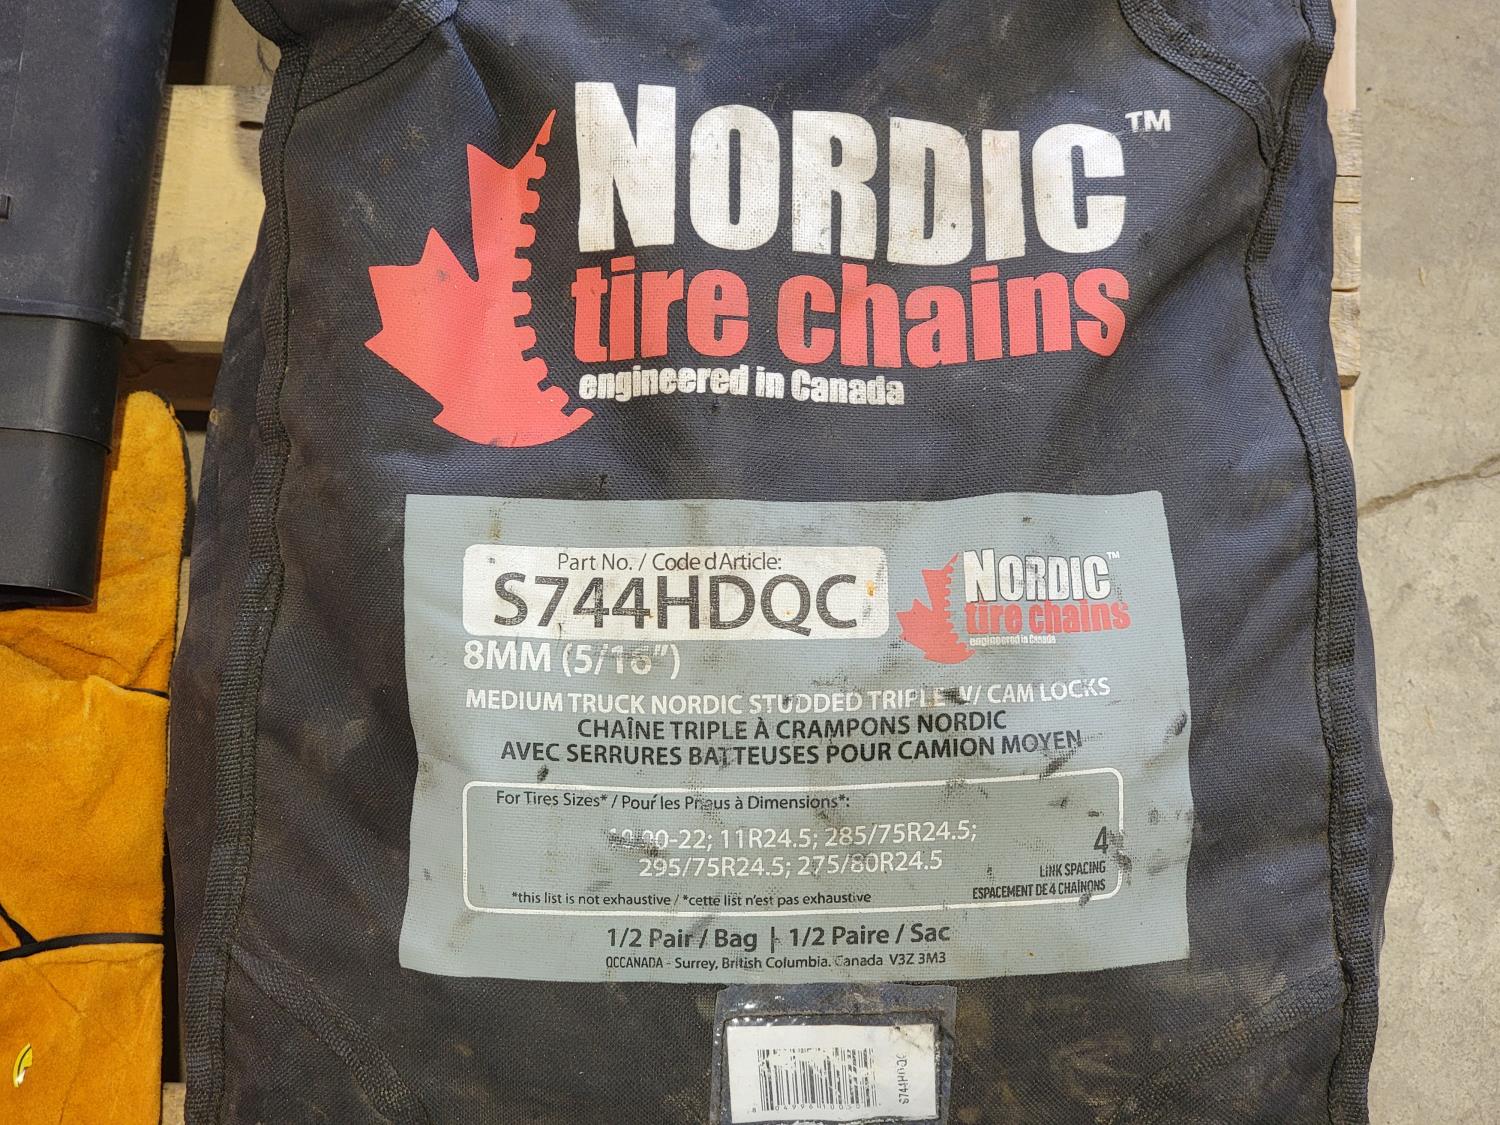 NORDIC™
tire chains
engineered in Canada
Part No. / Code d'Article:
S744HDQC
NORDIC™
tire chains
engineered in Canada
8MM (5/16")
MEDIUM TRUCK NORDIC STUDDED TRIPLE W/ CAM LOCKS
CHAÎNE TRIPLE À CRAMPONS NORDIC
AVEC SERRURES BATTEUSES POUR CAMION MOYEN
For Tires Sizes* / Pour les Pneus à Dimensions*:
11R24.5; 285/75R24.5;
295/75R24.5; 275/80R24.5
4
LINK SPACING
ESPACEMENT DE 4 CHAÎNONS
*this list is not exhaustive / *cette list n'est pas exhaustive
1/2 Pair / Bag | 1/2 Paire / Sac
QCCANADA - Surrey, British Columbia. Canada V3Z 3M3
S744HDQC